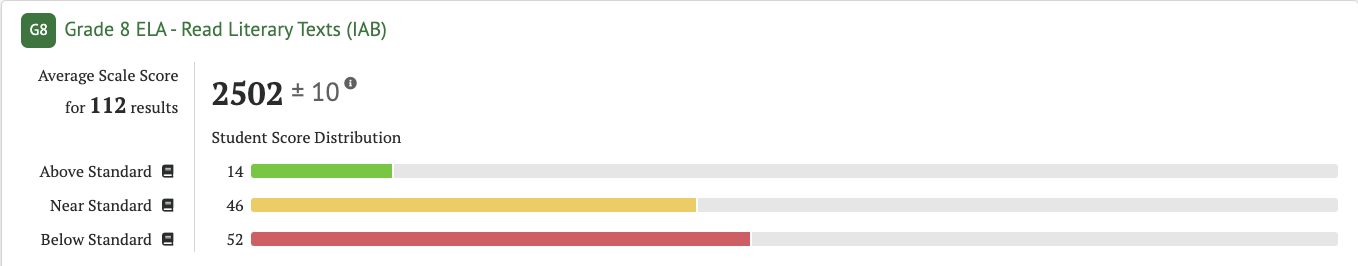 G8 Grade 8 ELA - Read Literary Texts (IAB)
Average Scale Score
for 112 results
2502 ± 10
Student Score Distribution
Above Standard 14
Near Standard 46
Below Standard 52